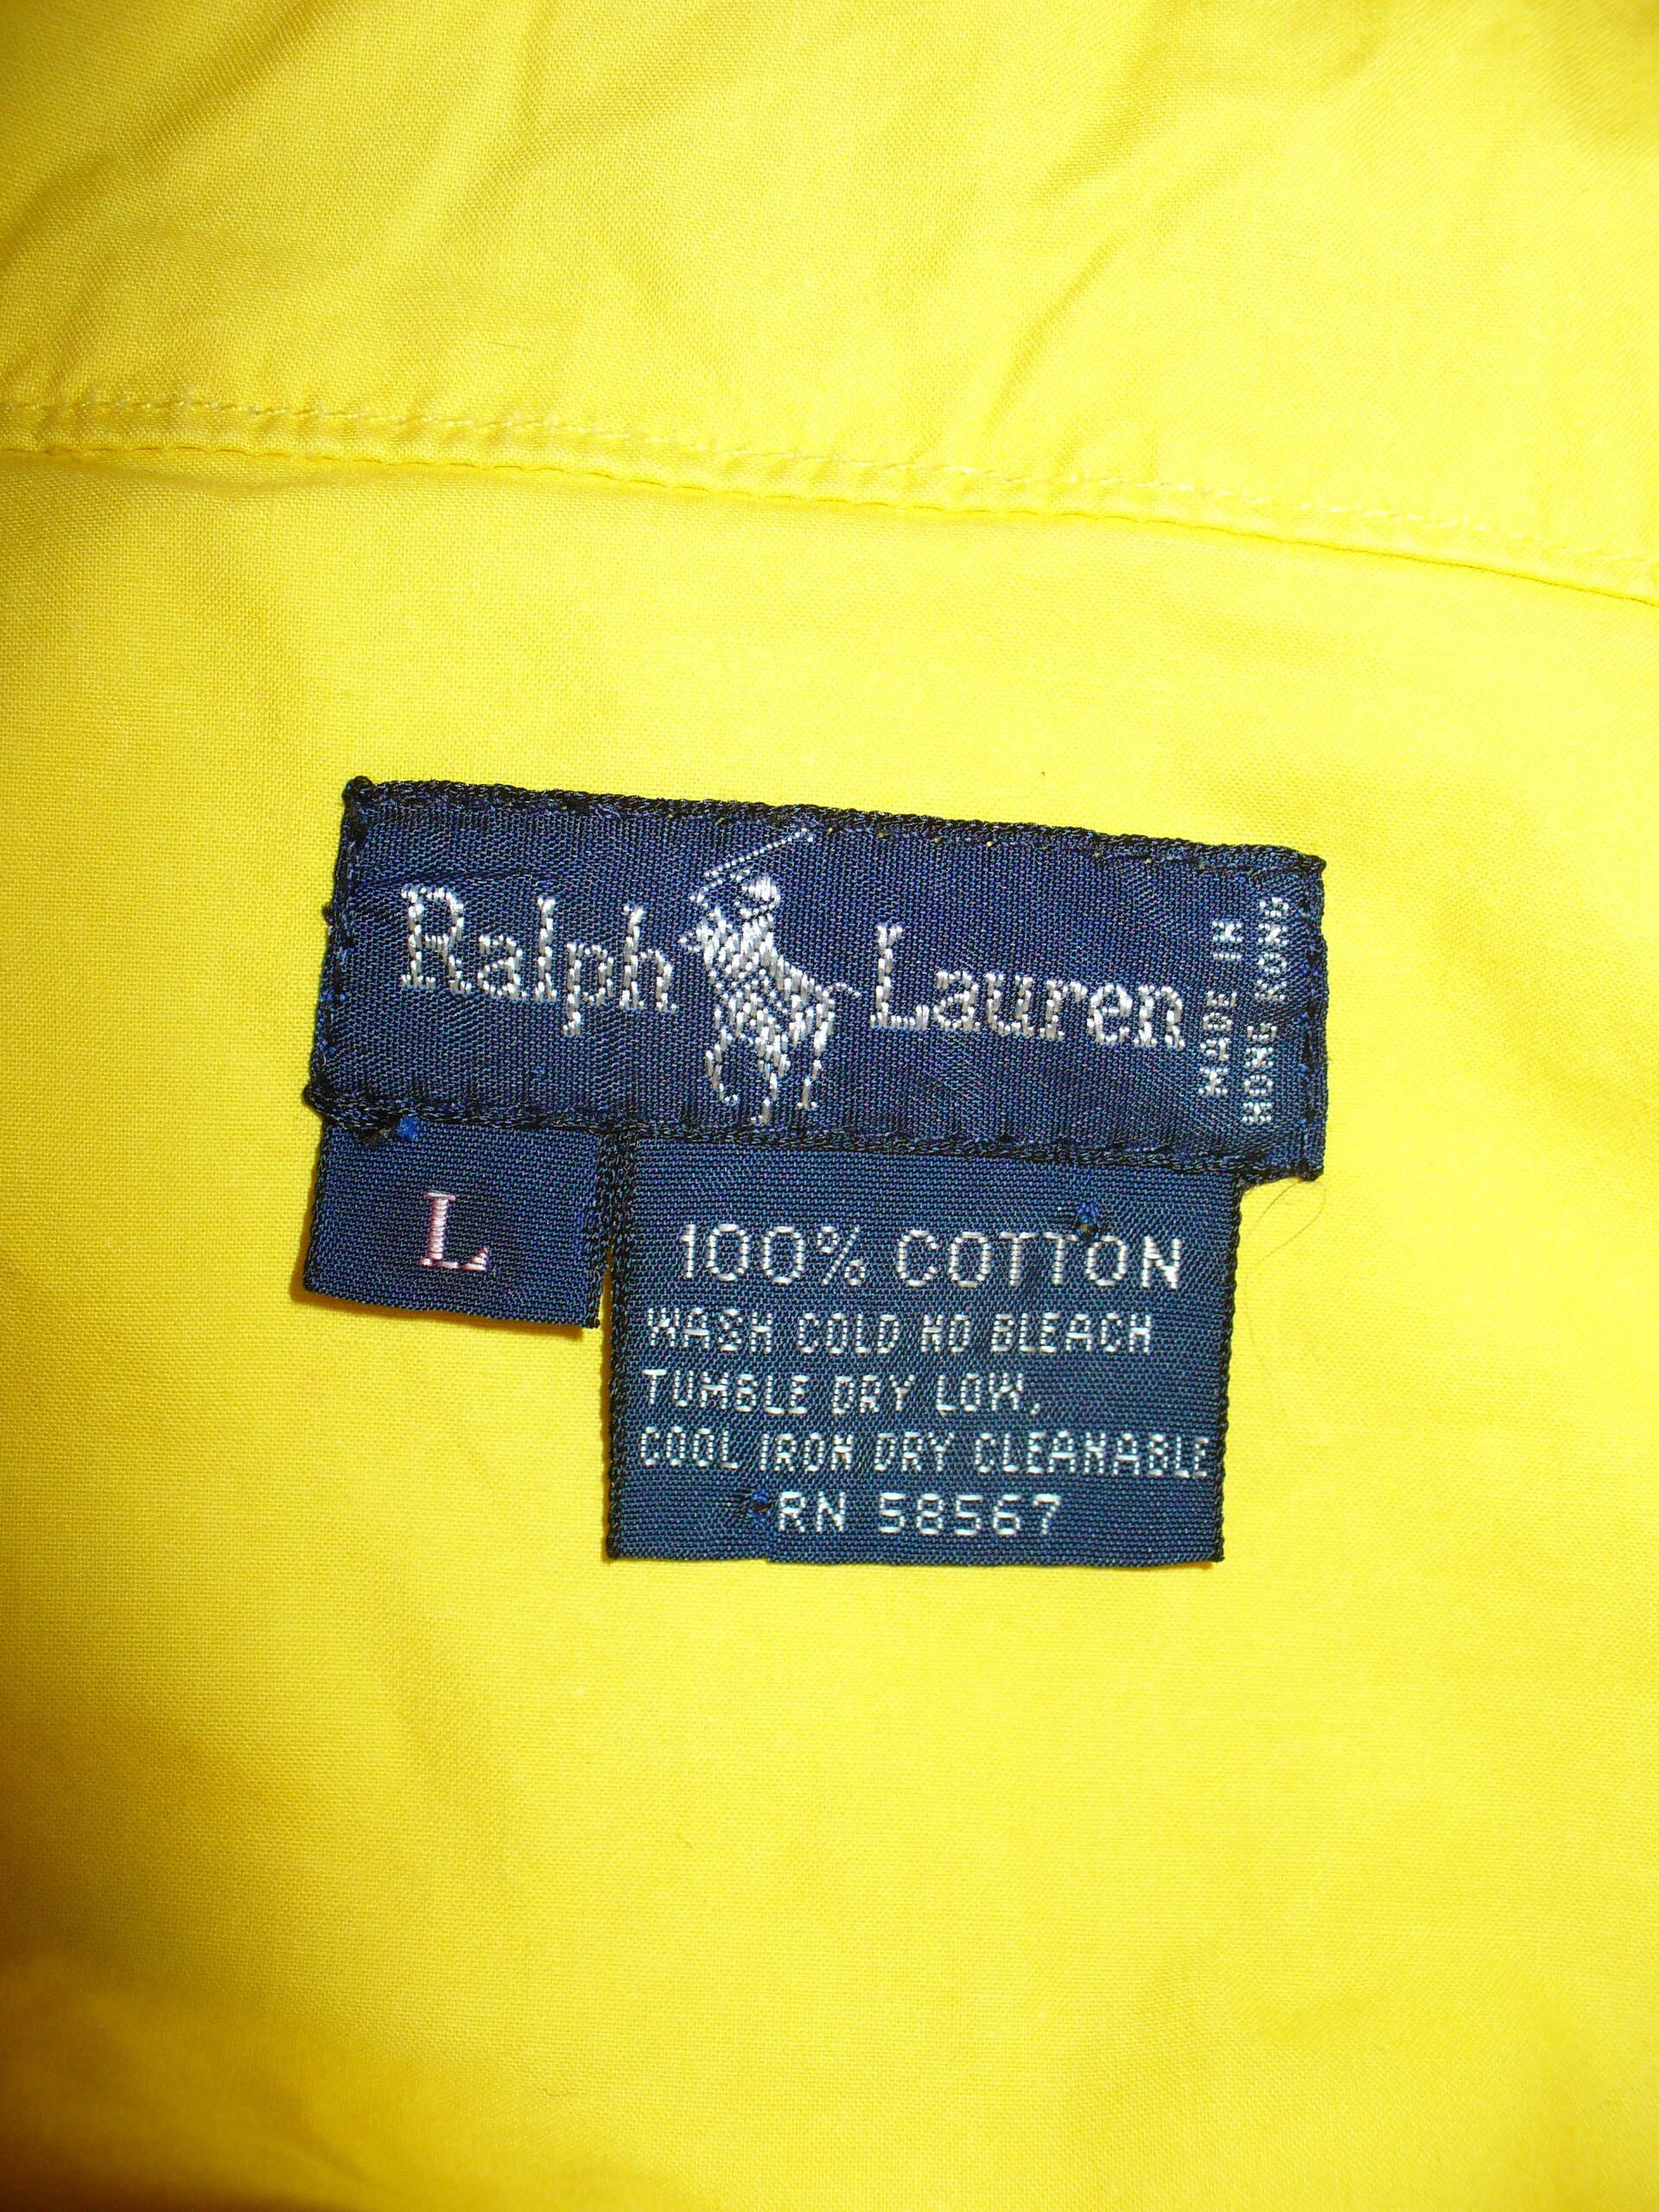 Ralph Lauren
MADE IN
HONG KONG
L
100% COTTON
WASH COLD NO BLEACH
TUMBLE DRY LOW,
COOL IRON DRY CLEANABLE
RN 58567